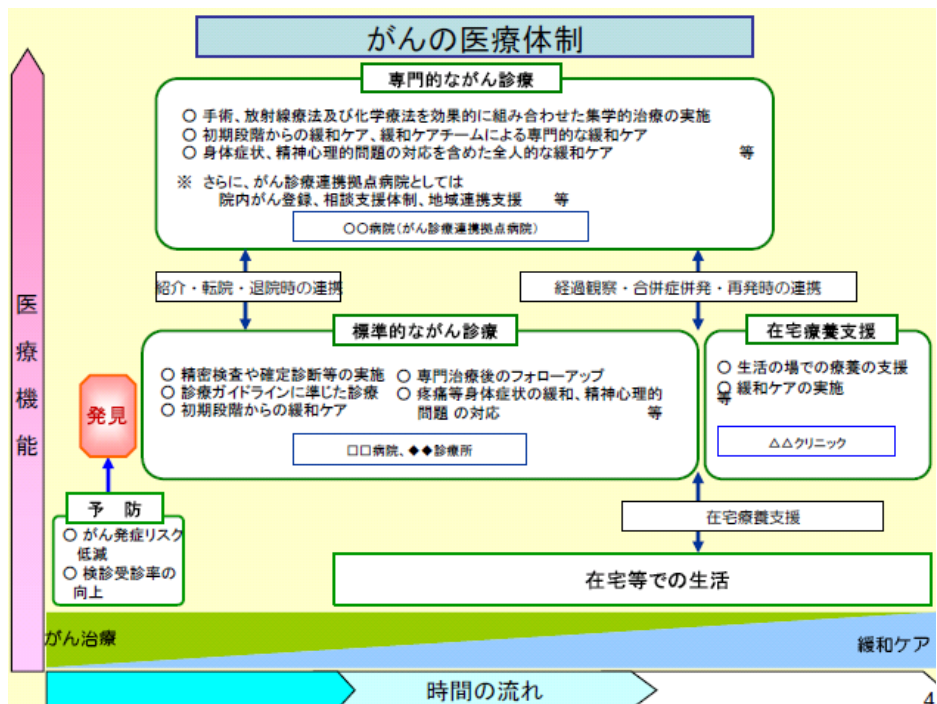 がんの医療体制
専門的ながん診療
○ 手術、放射線療法及び化学療法を効果的に組み合わせた集学的治療の実施
○ 初期段階からの緩和ケア、緩和ケアチームによる専門的な緩和ケア
○ 身体症状、精神心理的問題の対応を含めた全人的な緩和ケア 等
※ さらに、がん診療連携拠点病院としては
院内がん登録、相談支援体制、地域連携支援 等
○○病院(がん診療連携拠点病院)
紹介・転院・退院時の連携
経過観察・合併症併発・再発時の連携
医療機能
標準的ながん診療
○ 精密検査や確定診断等の実施
○ 診療ガイドラインに準じた診療
○ 初期段階からの緩和ケア
○ 専門治療後のフォローアップ
○ 疼痛等身体症状の緩和、精神心理的
問題 の対応 等
□□病院、◆◆診療所
在宅療養支援
○ 生活の場での療養の支援
○ 緩和ケアの実施
等
△△クリニック
発見
予 防
○ がん発症リスク
低減
○ 検診受診率の
向上
在宅療養支援
在宅等での生活
がん治療
緩和ケア
時間の流れ
4